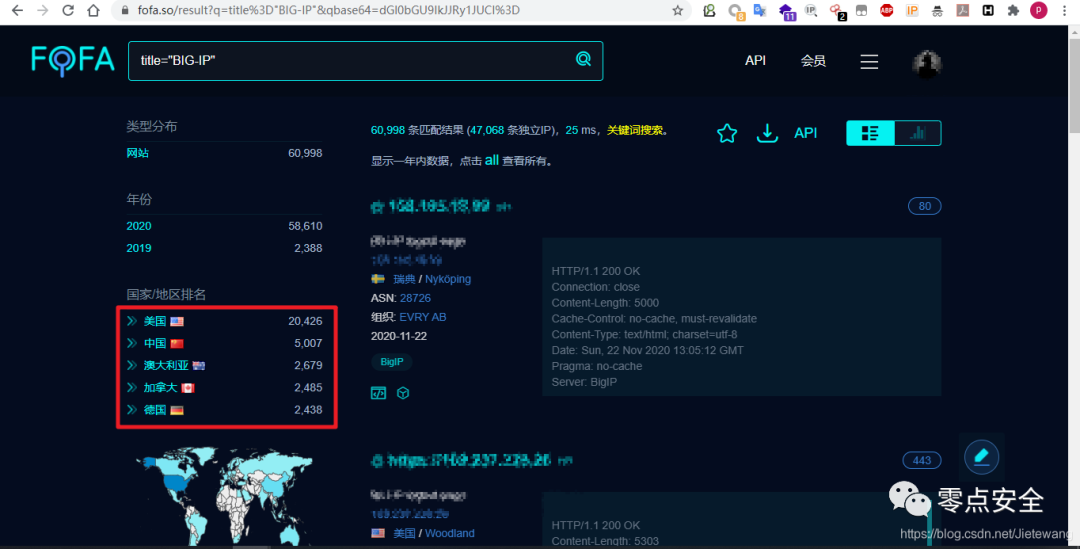 fofa.so/result?q=title%3D"BIG-IP"&qbase64=dGl0bGU9IkJJRy1JUCI%3D
FOFA
title="BIG-IP"
API
会员
类型分布
网站 60,998
年份
2020 58,610
2019 2,388
国家/地区排名
美国 20,426
中国 5,007
澳大利亚 2,679
加拿大 2,485
德国 2,438
60,998 条匹配结果 (47,068 条独立IP)，25 ms，关键词搜索。
显示一年内数据，点击 all 查看所有。
API
80
瑞典 / Nyköping
ASN: 28726
组织: EVRY AB
2020-11-22
BigIP
HTTP/1.1 200 OK
Connection: close
Content-Length: 5000
Cache-Control: no-cache, must-revalidate
Content-Type: text/html; charset=utf-8
Date: Sun, 22 Nov 2020 13:05:12 GMT
Pragma: no-cache
Server: BigIP
443
美国 / Woodland
HTTP/1.1 200 OK
Content-Length: 5303
零点安全
https://blog.csdn.net/Jietewang